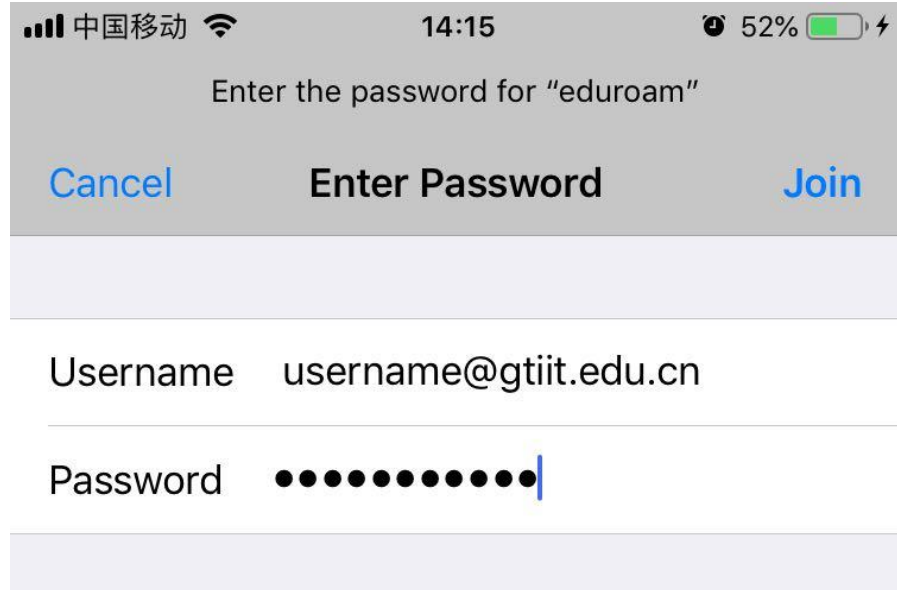 中国移动 14:15 52%
Enter the password for “eduroam”
Cancel Enter Password Join
Username username@gtiit.edu.cn
Password •••••••••••